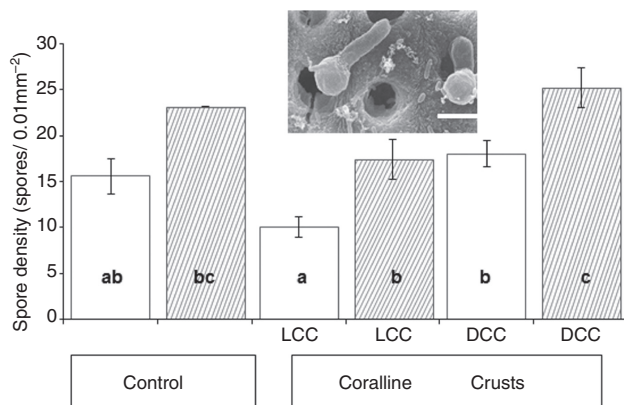 Spore density (spores/ 0.01mm⁻²)
30
25
20
15
10
5
0
ab
bc
a
b
b
c
LCC
LCC
DCC
DCC
Control
Coralline Crusts